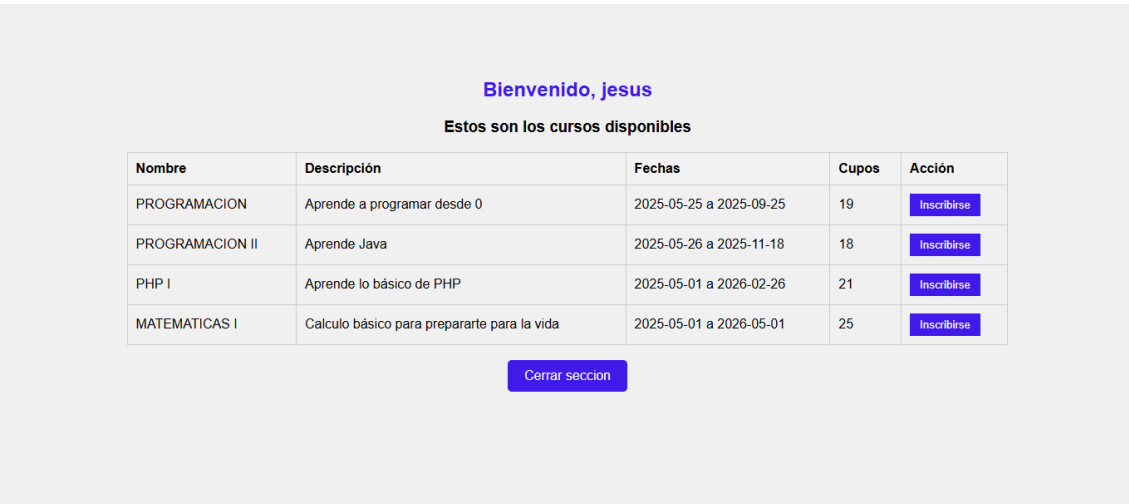 Bienvenido, jesus
Estos son los cursos disponibles
Nombre Descripción Fechas Cupos Acción
PROGRAMACION Aprende a programar desde 0 2025-05-25 a 2025-09-25 19 Inscribirse
PROGRAMACION II Aprende Java 2025-05-26 a 2025-11-18 18 Inscribirse
PHP I Aprende lo básico de PHP 2025-05-01 a 2026-02-26 21 Inscribirse
MATEMATICAS I Calculo básico para prepararte para la vida 2025-05-01 a 2026-05-01 25 Inscribirse
Cerrar seccion